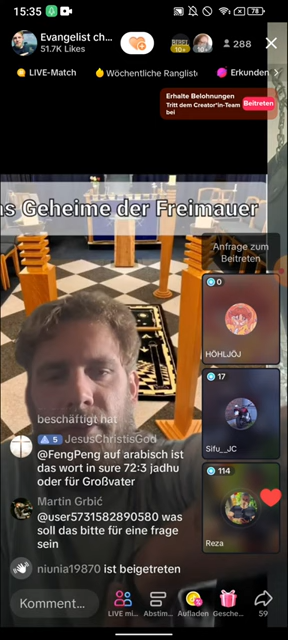 15:35
78
Evangelist ch...
51.7K Likes
10+
10+
288
LIVE-Match
Wöchentliche Rangliste
Erkunden
Erhalte Belohnungen
Tritt dem Creator*in-Team bei
Beitreten
as Geheime der Freimauer
Anfrage zum
Beitreten
0
HÖHLJÖJ
17
Sifu__JC
114
Reza
beschäftigt hat
5 JesusChristisGod
@FengPeng auf arabisch ist
das wort in sure 72:3 jadhu
oder für Großvater
Martin Grbić
@user5731582890580 was
soll das bitte für eine frage
sein
niunia19870 ist beigetreten
Komment...
LIVE mi...
Abstim...
Aufladen
Gesche...
59